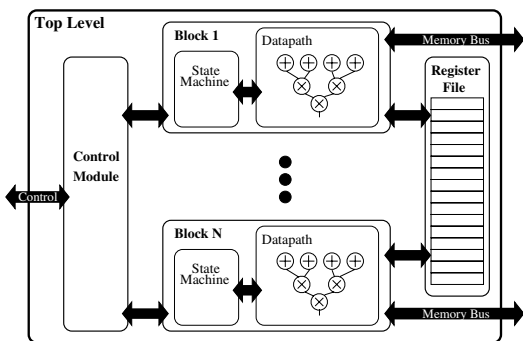 Top Level
Block 1
Datapath
Memory Bus
State
Machine
Register
File
Control
Module
Control
Block N
Datapath
State
Machine
Memory Bus